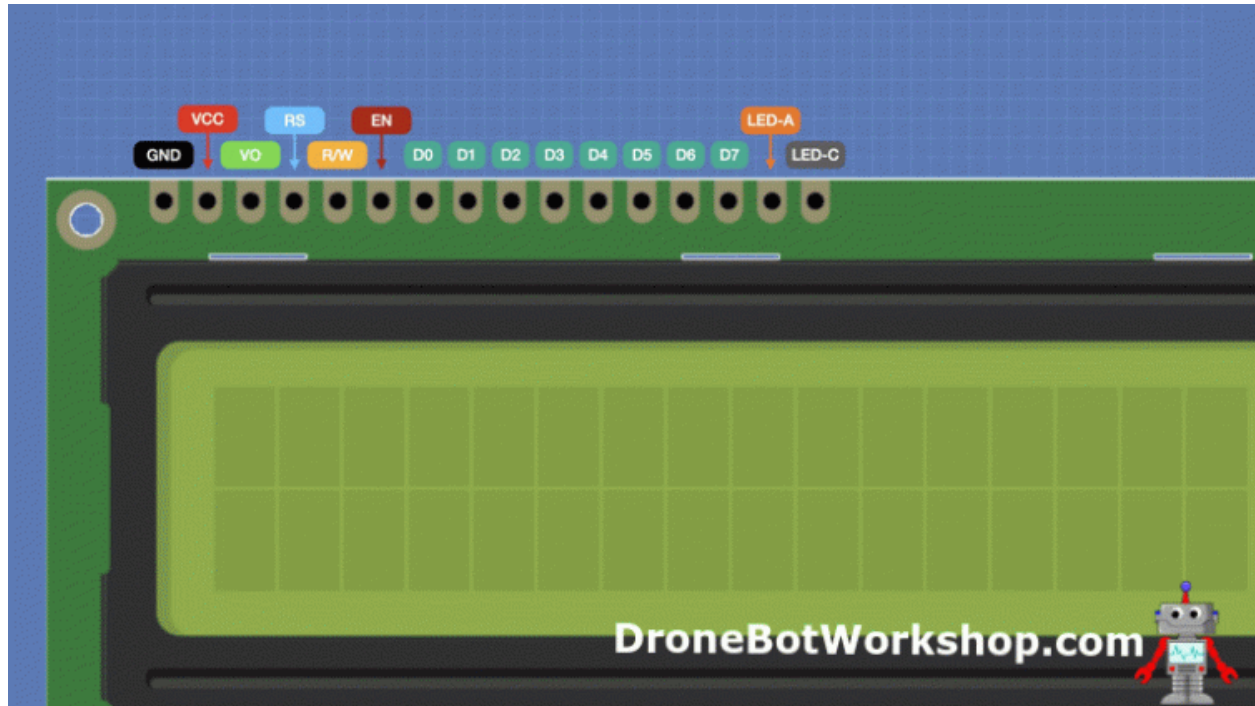 VCC RS EN LED-A
GND VO R/W D0 D1 D2 D3 D4 D5 D6 D7 LED-C
DroneBotWorkshop.com